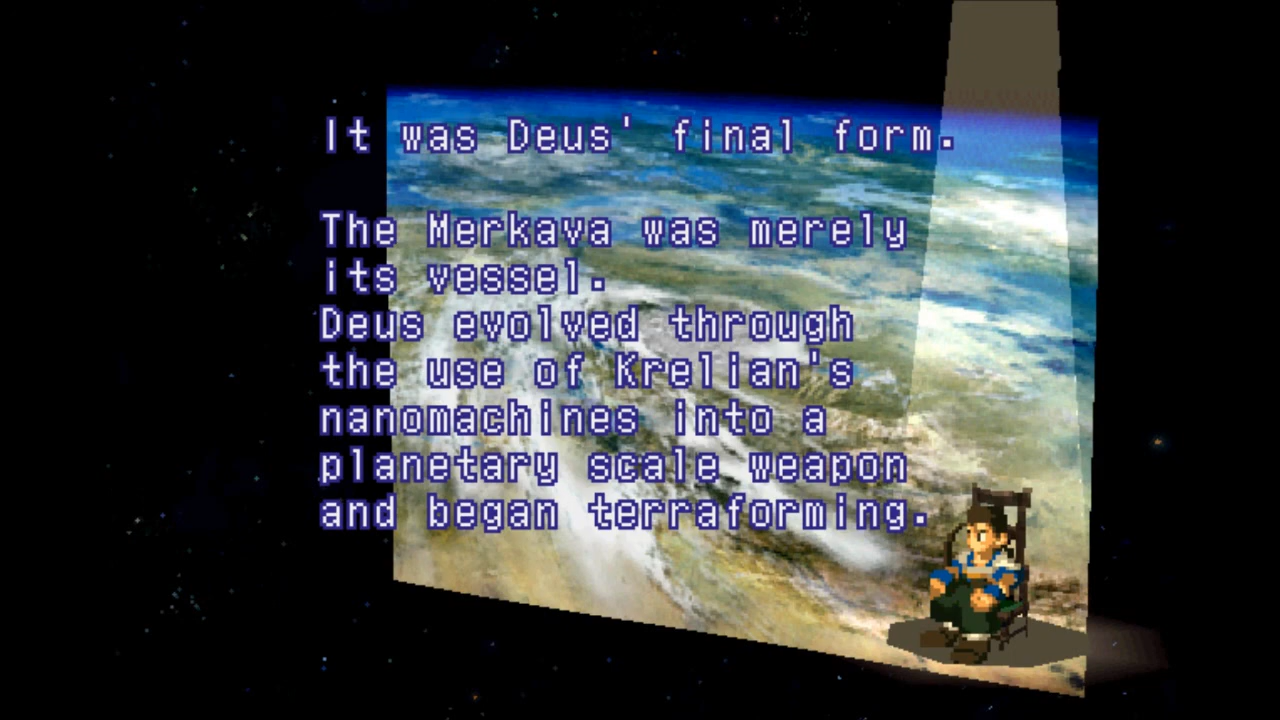 It was Deus' final form.
The Merkava was merely
its vessel.
Deus evolved through
the use of Krelian's
nanomachines into a
planetary scale weapon
and began terraforming.